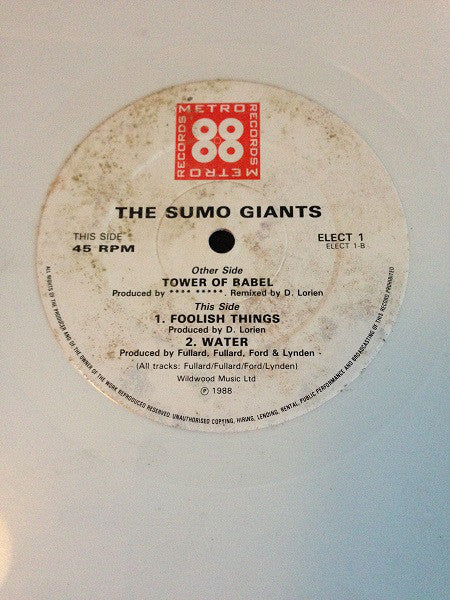 METRO
RECORDS
88
RECORDS
METRO
THE SUMO GIANTS
THIS SIDE
45 RPM
ELECT 1
ELECT 1-B
Other Side
TOWER OF BABEL
Produced by **** *****. Remixed by D. Lorien
This Side
1. FOOLISH THINGS
Produced by D. Lorien
2. WATER
Produced by Fullard, Fullard, Ford & Lynden
(All tracks: Fullard/Fullard/Ford/Lynden)
Wildwood Music Ltd
℗ 1988
ALL RIGHTS OF THE PRODUCER AND OF THE OWNER OF THE WORK REPRODUCED RESERVED. UNAUTHORISED COPYING, HIRING, LENDING, RENTAL, PUBLIC PERFORMANCE AND BROADCASTING OF THIS RECORD PROHIBITED